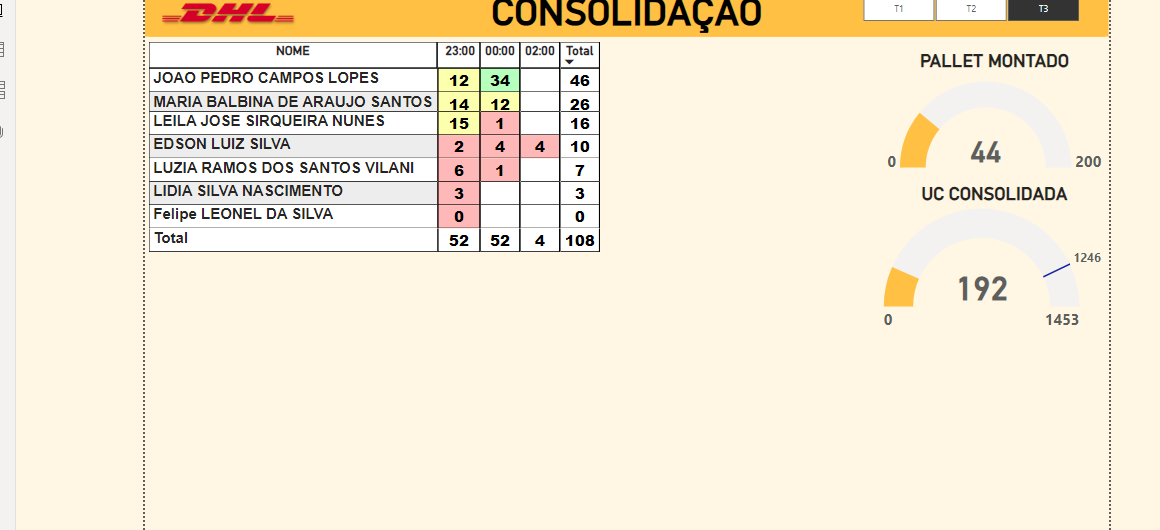 DHL
CONSOLIDAÇAO
T1 T2 T3
NOME 23:00 00:00 02:00 Total
JOAO PEDRO CAMPOS LOPES 12 34 46
MARIA BALBINA DE ARAUJO SANTOS 14 12 26
LEILA JOSE SIRQUEIRA NUNES 15 1 16
EDSON LUIZ SILVA 2 4 4 10
LUZIA RAMOS DOS SANTOS VILANI 6 1 7
LIDIA SILVA NASCIMENTO 3 3
Felipe LEONEL DA SILVA 0 0
Total 52 52 4 108
PALLET MONTADO
44
0 200
UC CONSOLIDADA
1246
192
0 1453